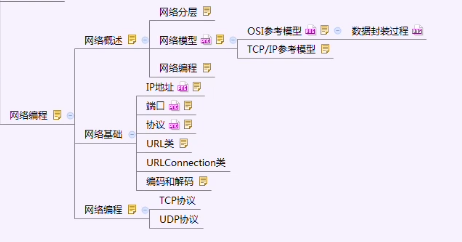 网络编程
网络概述
网络分层
网络模型
OSI参考模型
数据封装过程
TCP/IP参考模型
网络编程
网络基础
IP地址
端口
协议
URL类
URLConnection类
编码和解码
网络编程
TCP协议
UDP协议